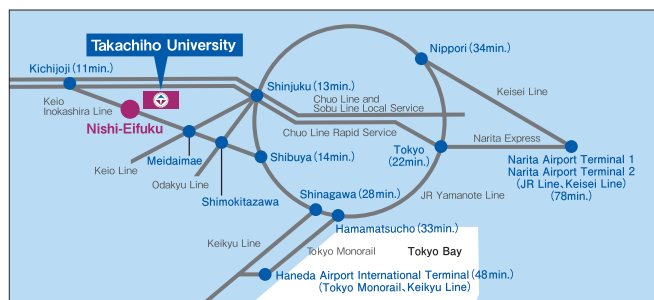 Takachiho University
Nippori (34min.)
Kichijoji (11min.)
Shinjuku (13min.)
Keisei Line
Chuo Line and
Sobu Line Local Service
Keio
Inokashira Line
Nishi-Eifuku
Chuo Line Rapid Service
Narita Express
Tokyo
(22min.)
Meidaimae
Shibuya (14min.)
Narita Airport Terminal 1
Narita Airport Terminal 2
(JR Line、Keisei Line)
(78min.)
Keio Line
Odakyu Line
Shimokitazawa
Shinagawa (28min.)
JR Yamanote Line
Hamamatsucho (33min.)
Keikyu Line
Tokyo Monorail
Tokyo Bay
Haneda Airport International Terminal (48min.)
(Tokyo Monorail、Keikyu Line)